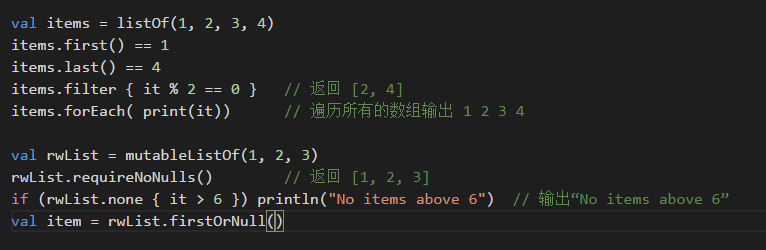 val items = listOf(1, 2, 3, 4)
items.first() == 1
items.last() == 4
items.filter { it % 2 == 0 }   // 返回 [2, 4]
items.forEach( print(it))      // 遍历所有的数组输出 1 2 3 4
val rwList = mutableListOf(1, 2, 3)
rwList.requireNoNulls()        // 返回 [1, 2, 3]
if (rwList.none { it > 6 }) println("No items above 6")  // 输出“No items above 6”
val item = rwList.firstOrNull()